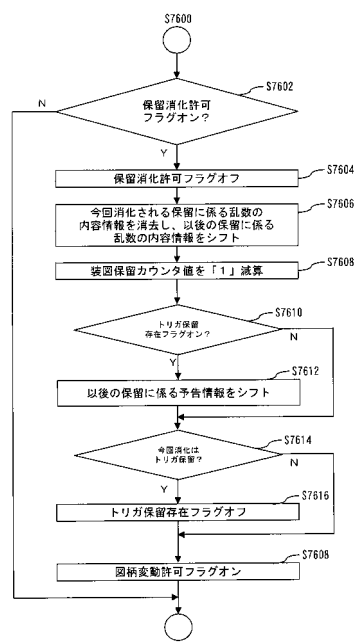 S7600
S7602
N
保留消化許可
フラグオン？
Y
S7604
保留消化許可フラグオフ
S7606
今回消化される保留に係る乱数の
内容情報を消去し、以後の保留に係る
乱数の内容情報をシフト
S7608
装図保留カウンタ値を「1」減算
S7610
トリガ保留
存在フラグオン？
N
Y
S7612
以後の保留に係る予告情報をシフト
S7614
今回消化は
トリガ保留？
N
Y
S7616
トリガ保留存在フラグオフ
S7608
図柄変動許可フラグオン